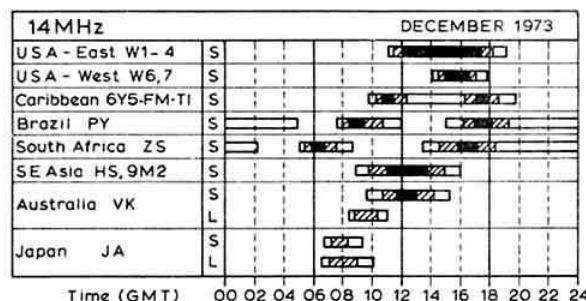 14MHz DECEMBER 1973
USA - East W1- 4 S
USA - West W6,7 S
Caribbean 6Y5-FM-TI S
Brazil PY S
South Africa ZS S
SE Asia HS, 9M2 S
Australia VK S
L
Japan JA S
L
Time (GMT) 00 02 04 06 08 10 12 14 16 18 20 22 24